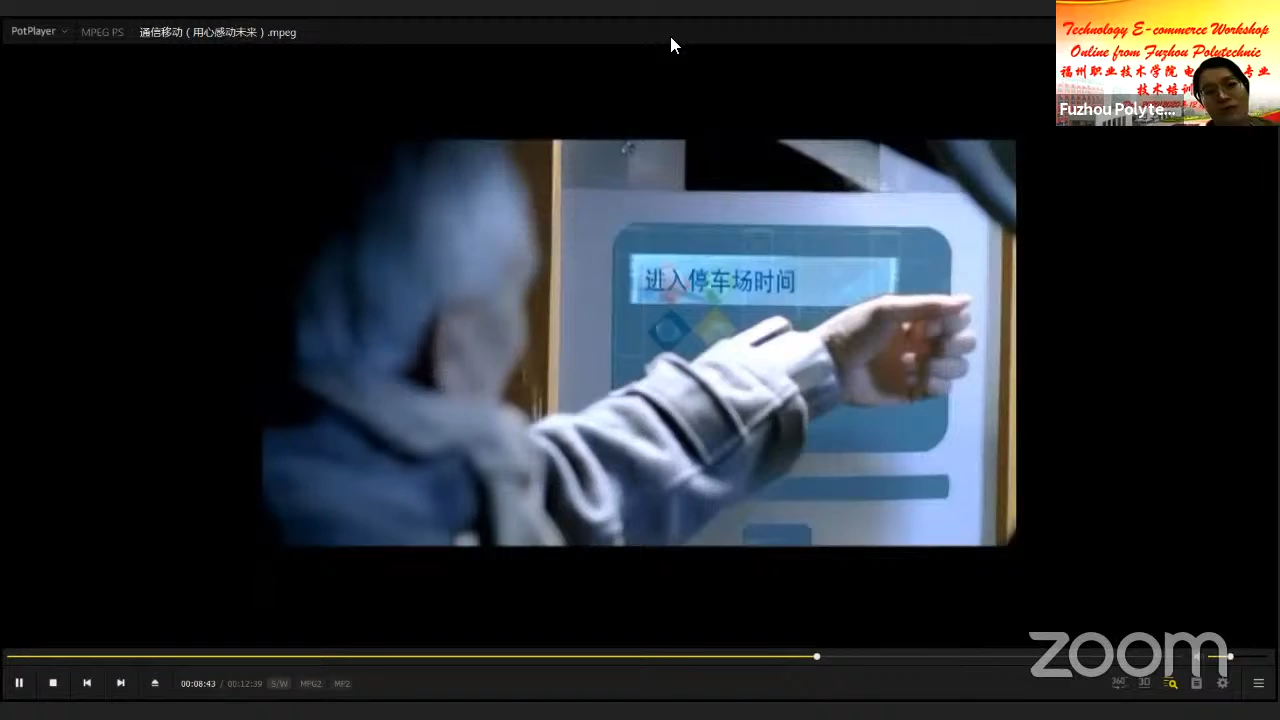 PotPlayer
MPEG PS
通信移动（用心感动未来）.mpeg
Technology E-commerce Workshop
Online from Fuzhou Polytechnic
福州职业技术学院 电
专业
技术培训
Fuzhou Polyte...
进入停车场时间
zoom
00:08:43 / 00:12:39 S/W MPEG2 MP2
360°
3D